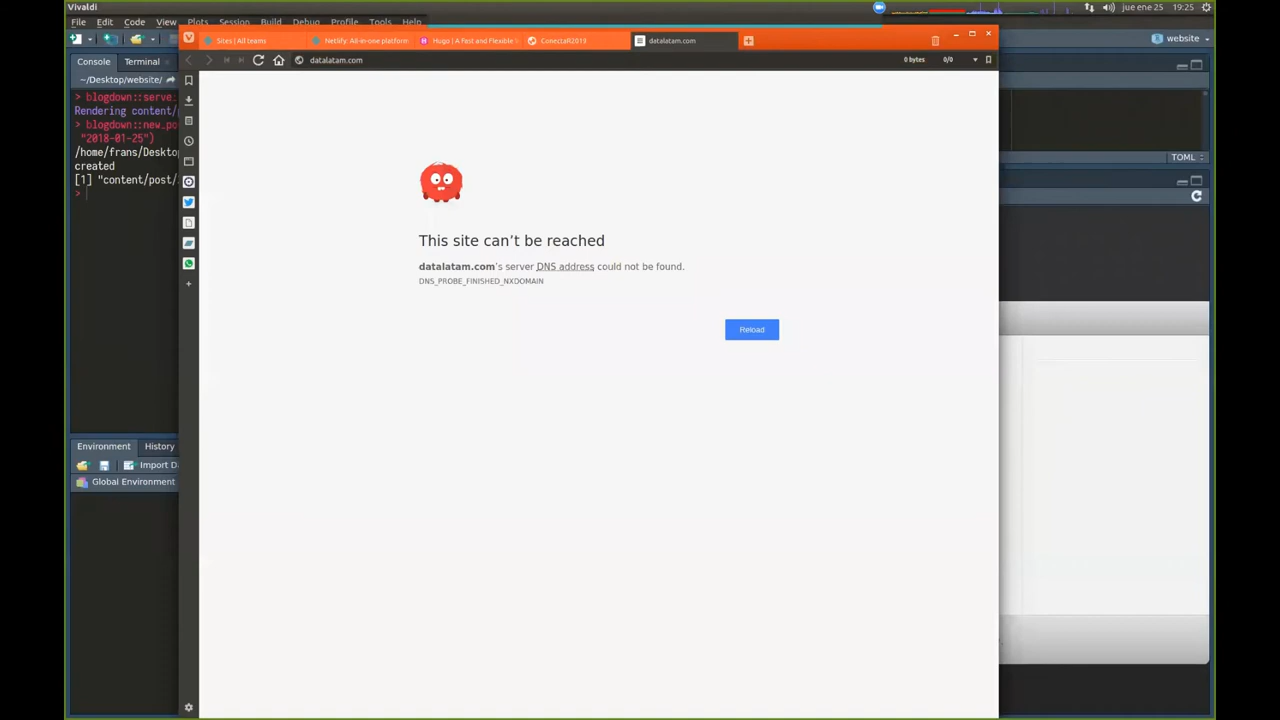 Vivaldi
jue ene 25 19:25
File Edit Code View Plots Session Build Debug Profile Tools Help
Sites | All teams
Netlify: All-in-one platform
Hugo | A Fast and Flexible
ConectaR2019
datalatam.com
website
datalatam.com
0 bytes 0/0
Console Terminal
~/Desktop/website/
> blogdown::serve:
Rendering content/
> blogdown::new_po
"2018-01-25")
/home/frans/Deskto
created
[1] "content/post/
>
TOML
This site can't be reached
datalatam.com's server DNS address could not be found.
DNS_PROBE_FINISHED_NXDOMAIN
Reload
Environment History
Import Da
Global Environment